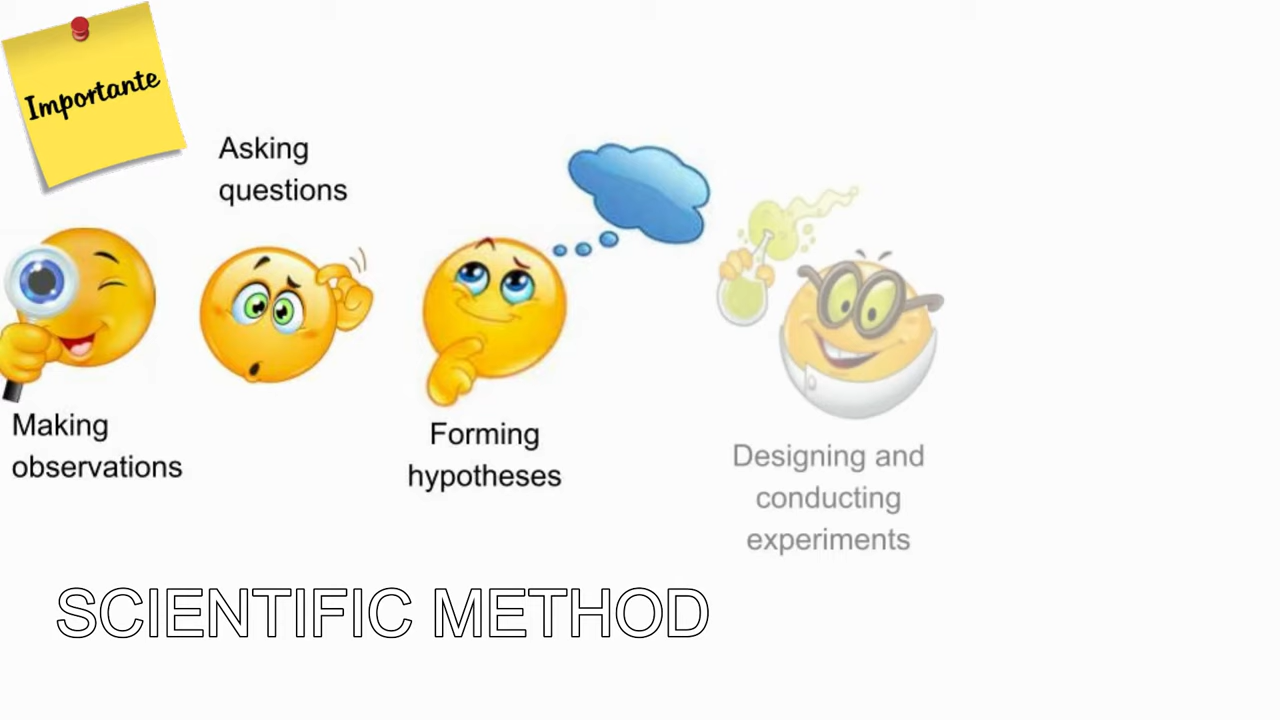 Importante
Asking
questions
Making
observations
Forming
hypotheses
Designing and
conducting
experiments
SCIENTIFIC METHOD